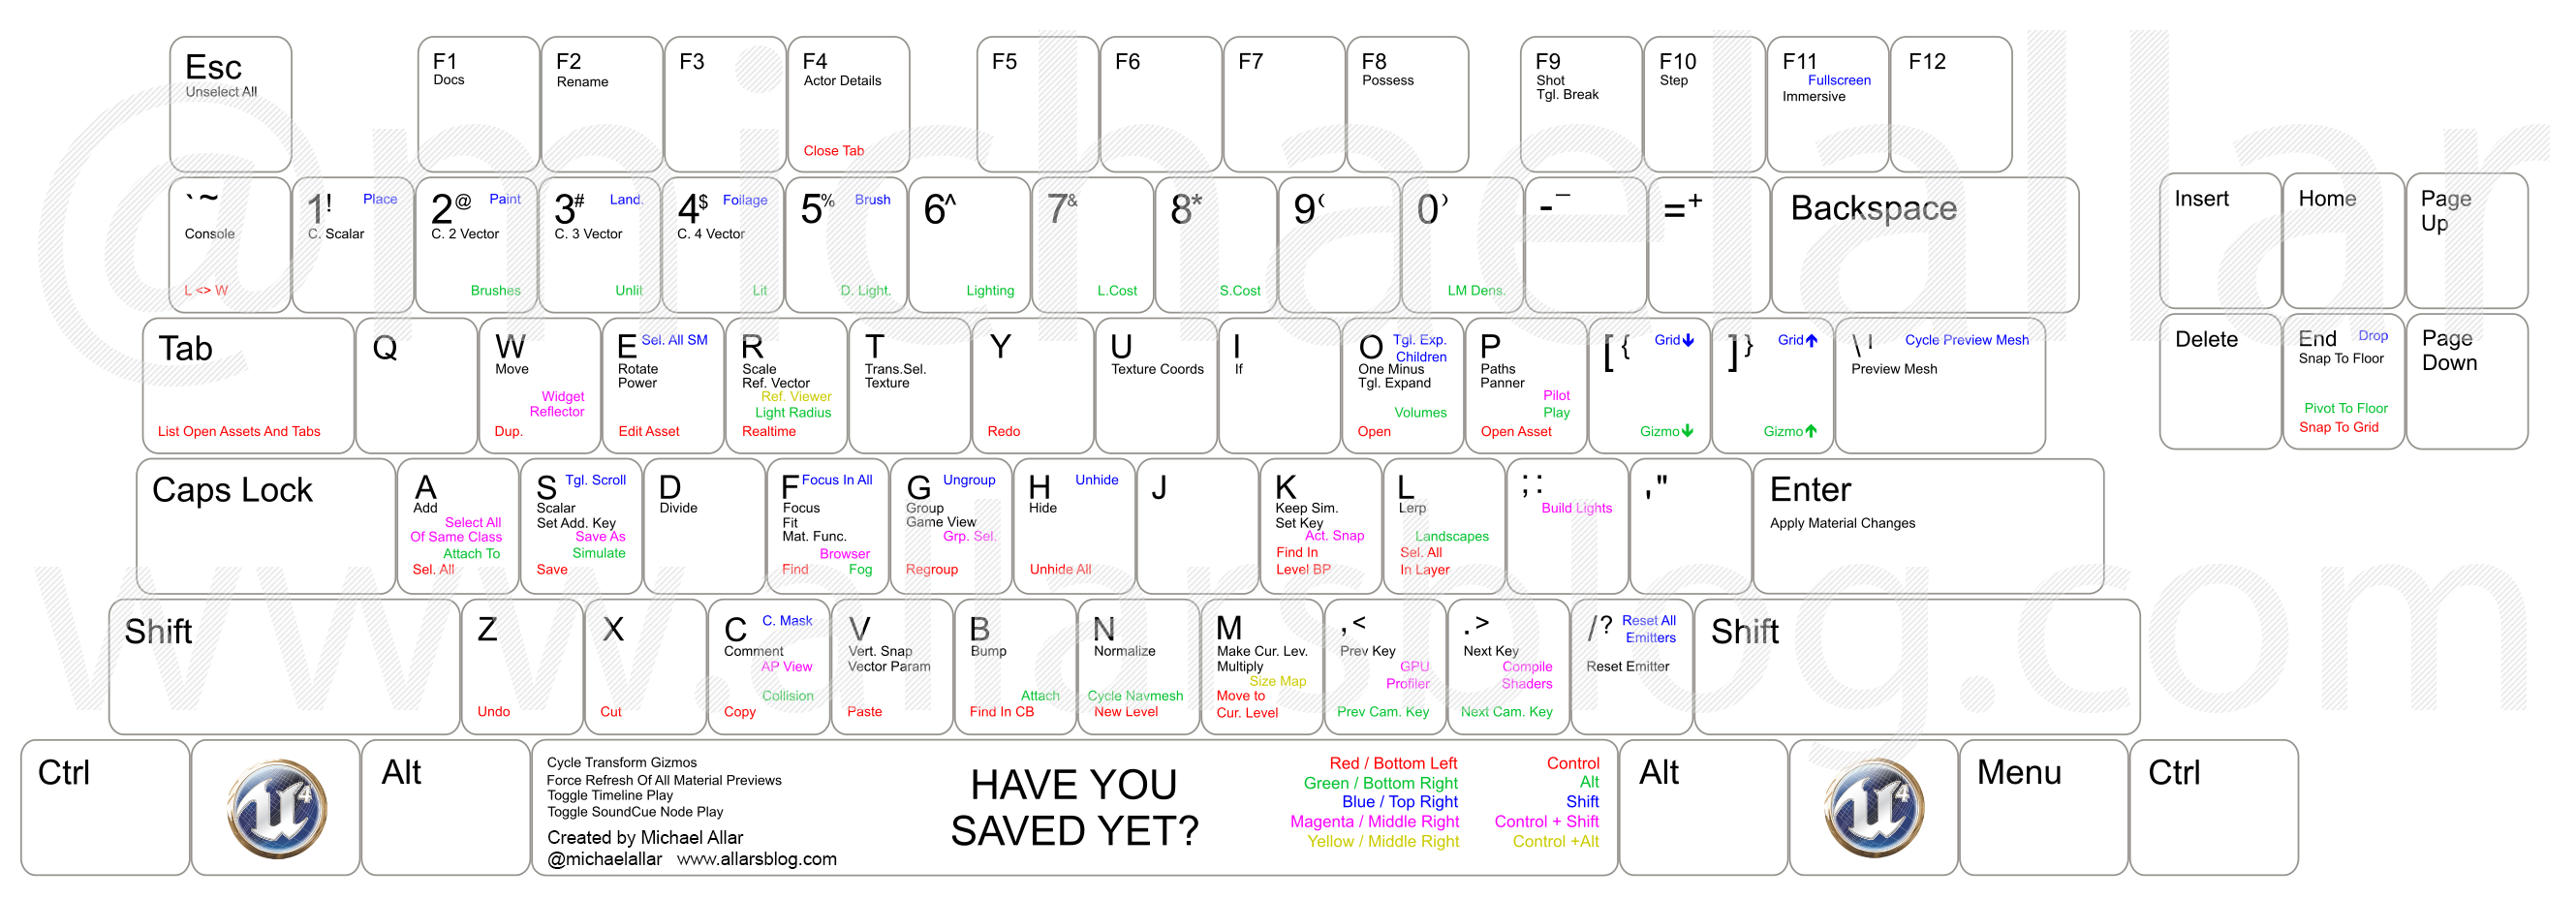 Esc
Unselect All
F1
Docs
F2
Rename
F3
F4
Actor Details
Close Tab
F5
F6
F7
F8
Possess
F9
Shot
Tgl. Break
F10
Step
F11
Fullscreen
Immersive
F12
`~
Console
L <> W
1! Place
C. Scalar
2@ Paint
C. 2 Vector
Brushes
3# Land.
C. 3 Vector
Unlit
4$ Foilage
C. 4 Vector
Lit
5% Brush
D. Light.
6^
Lighting
7&
L.Cost
8*
S.Cost
9(
0)
LM Dens.
-_
=+
Backspace
Insert
Home
Page
Up
Tab
List Open Assets And Tabs
Q
W
Move
Widget
Reflector
Dup.
E Sel. All SM
Rotate
Power
Edit Asset
R
Scale
Ref. Vector
Ref. Viewer
Light Radius
Realtime
T
Trans.Sel.
Texture
Y
Redo
U
Texture Coords
I
If
O Tgl. Exp.
Children
One Minus
Tgl. Expand
Volumes
Open
P
Paths
Panner
Pilot
Play
Open Asset
[ { Grid↓
Gizmo↓
] } Grid↑
Gizmo↑
\| Cycle Preview Mesh
Preview Mesh
Delete
End Drop
Snap To Floor
Pivot To Floor
Snap To Grid
Page
Down
Caps Lock
A
Add
Select All
Of Same Class
Attach To
Sel. All
S Tgl. Scroll
Scalar
Set Add. Key
Save As
Simulate
Save
D
Divide
F Focus In All
Focus
Fit
Mat. Func.
Browser
Find Fog
G Ungroup
Group
Game View
Grp. Sel.
Regroup
H Unhide
Hide
Unhide All
J
K
Keep Sim.
Set Key
Act. Snap
Find In
Level BP
L
Lerp
Landscapes
Sel. All
In Layer
; :
Build Lights
' "
Enter
Apply Material Changes
Shift
Z
Undo
X
Cut
C C. Mask
Comment
AP View
Collision
Copy
V
Vert. Snap
Vector Param
Paste
B
Bump
Attach
Find In CB
N
Normalize
Cycle Navmesh
New Level
M
Make Cur. Lev.
Multiply
Size Map
Move to
Cur. Level
, <
Prev Key
GPU
Profiler
Prev Cam. Key
. >
Next Key
Compile
Shaders
Next Cam. Key
/? Reset All
Emitters
Reset Emitter
Shift
Ctrl
U4
Alt
Cycle Transform Gizmos
Force Refresh Of All Material Previews
Toggle Timeline Play
Toggle SoundCue Node Play
Created by Michael Allar
@michaelallar www.allarsblog.com
HAVE YOU
SAVED YET?
Red / Bottom Left Control
Green / Bottom Right Alt
Blue / Top Right Shift
Magenta / Middle Right Control + Shift
Yellow / Middle Right Control +Alt
Alt
U4
Menu
Ctrl
@michaelallar
www.allarsblog.com